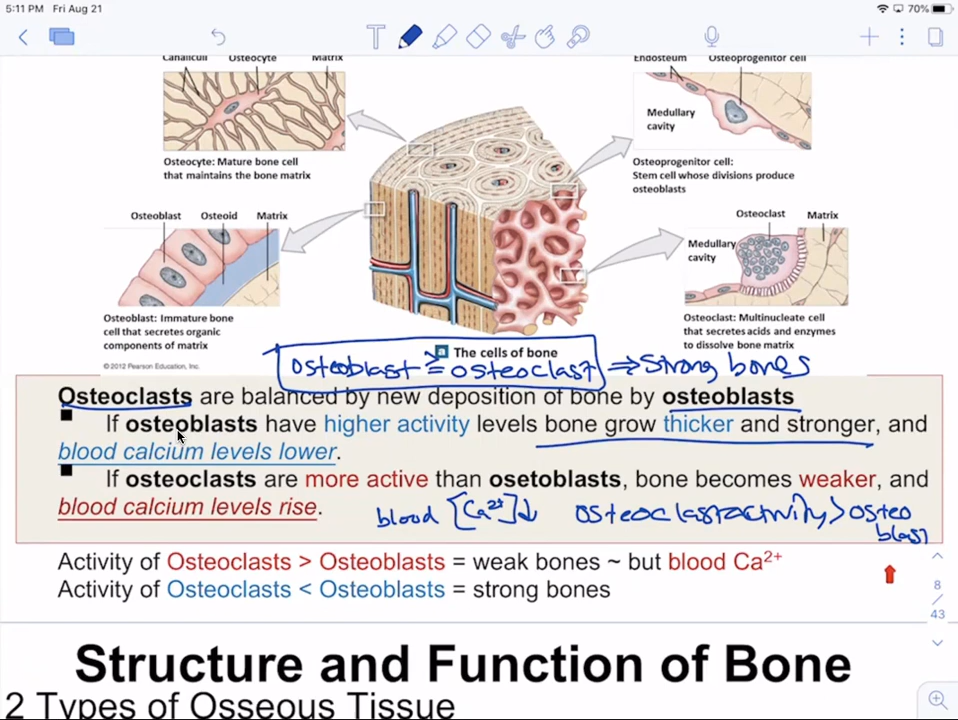 5:11 PM Fri Aug 21
70%
T
Canaliculi Osteocyte Matrix
Endosteum Osteoprogenitor cell
Medullary
cavity
Osteocyte: Mature bone cell
that maintains the bone matrix
Osteoprogenitor cell:
Stem cell whose divisions produce
osteoblasts
Osteoblast Osteoid Matrix
Osteoclast Matrix
Medullary
cavity
Osteoblast: Immature bone
cell that secretes organic
components of matrix
Osteoclast: Multinucleate cell
that secretes acids and enzymes
to dissolve bone matrix
© 2012 Pearson Education, Inc.
a The cells of bone
osteoblast ≥ osteoclast ⇒ Strong bones
Osteoclasts are balanced by new deposition of bone by osteoblasts
▪ If osteoblasts have higher activity levels bone grow thicker and stronger, and
blood calcium levels lower.
▪ If osteoclasts are more active than osetoblasts, bone becomes weaker, and
blood calcium levels rise.
blood [Ca2+]↓ osteoclast activity > osteo
blast
Activity of Osteoclasts > Osteoblasts = weak bones ~ but blood Ca2+
Activity of Osteoclasts < Osteoblasts = strong bones
8
/
43
Structure and Function of Bone
2 Types of Osseous Tissue